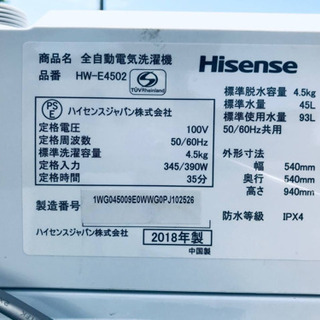 商品名 全自動電気洗濯機
品番 HW-E4502
TÜVRheinland
Hisense
PS
E
ハイセンスジャパン株式会社
定格電圧 100V
定格周波数 50/60Hz
標準洗濯容量 4.5kg
定格入力 345/390W
定格時間 35分
製造番号 1WG045009E0WWG0PJ102526
ハイセンスジャパン株式会社 2018年製
中国製
標準脱水容量 4.5kg
標準水量 45L
標準使用水量 93L
50/60Hz共用
外形寸法
幅 540mm
奥行 540mm
高さ 940mm
防水等級 IPX4